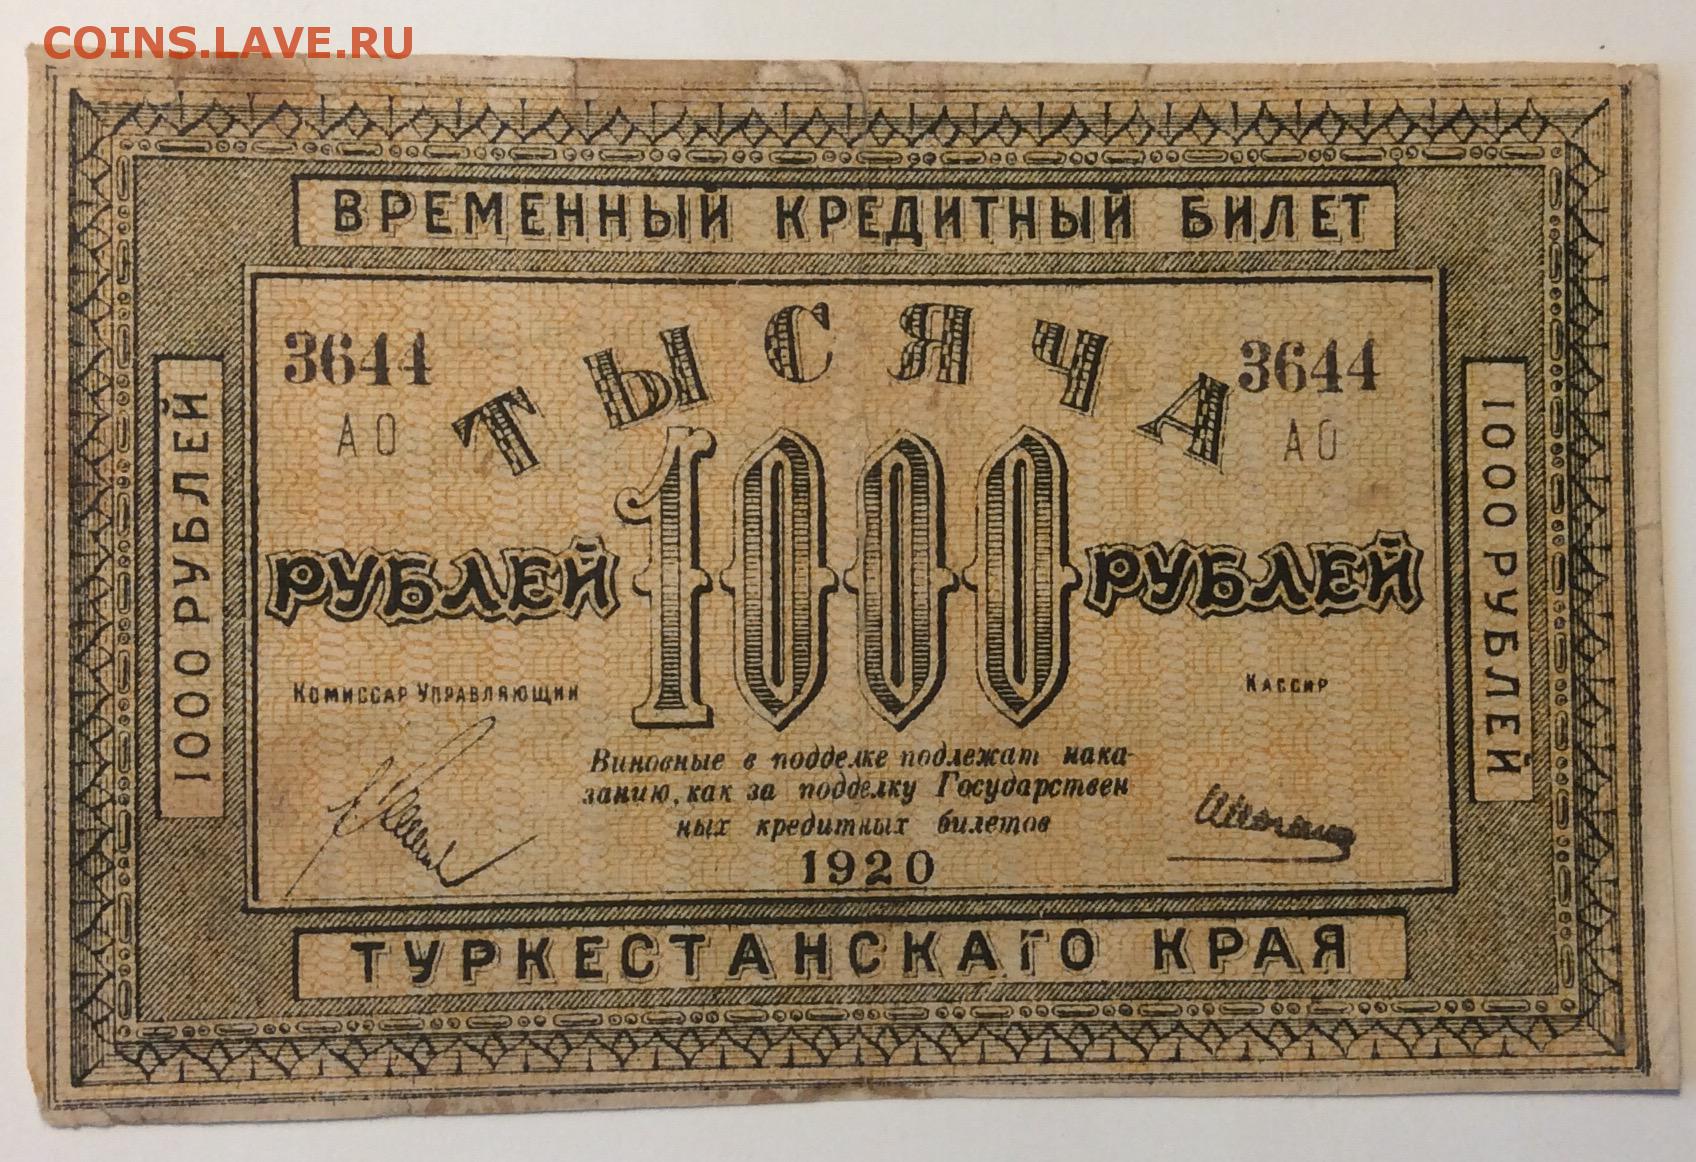 COINS.LAVE.RU
ВРЕМЕННЫЙ КРЕДИТНЫЙ БИЛЕТ
3644 3644
АО АО
ТЫСЯЧА
1000 РУБЛЕЙ
РУБЛЕЙ 1000 РУБЛЕЙ
1000 РУБЛЕЙ
КОМИССАР УПРАВЛЯЮЩИЙ
КАССИР
Виновные в подделке подлежат нака-
занию, как за подделку Государствен
ных кредитных билетов
1920
ТУРКЕСТАНСКАГО КРАЯ